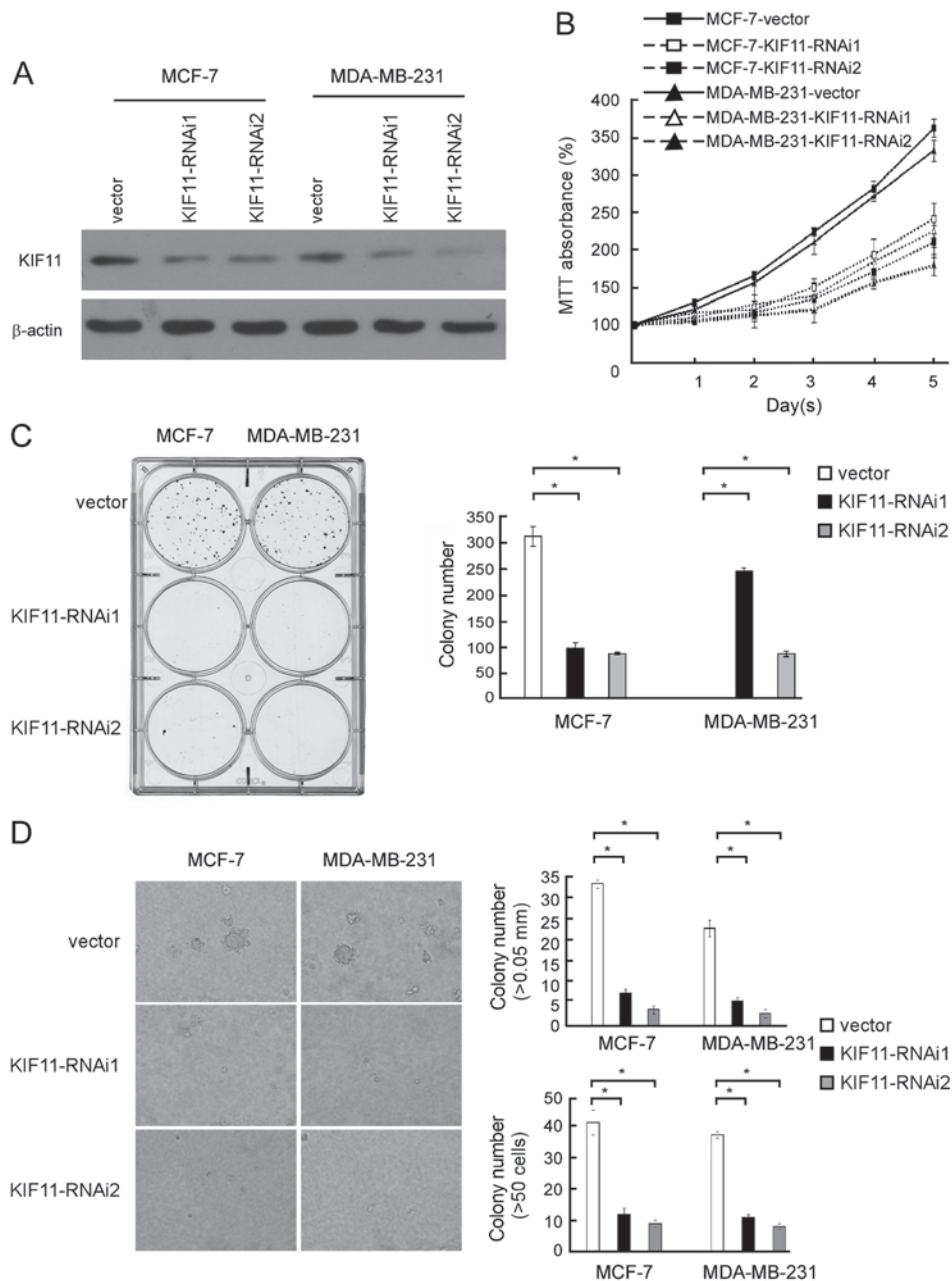 A
MCF-7 MDA-MB-231
vector KIF11-RNAi1 KIF11-RNAi2 vector KIF11-RNAi1 KIF11-RNAi2
KIF11
β-actin
B
MCF-7-vector
MCF-7-KIF11-RNAi1
MCF-7-KIF11-RNAi2
MDA-MB-231-vector
MDA-MB-231-KIF11-RNAi1
MDA-MB-231-KIF11-RNAi2
MTT absorbance (%)
400
350
300
250
200
150
100
0
1 2 3 4 5
Day(s)
C
MCF-7 MDA-MB-231
vector
KIF11-RNAi1
KIF11-RNAi2
Colony number
350
300
250
200
150
100
50
0
* * * *
MCF-7 MDA-MB-231
vector
KIF11-RNAi1
KIF11-RNAi2
D
MCF-7 MDA-MB-231
vector
KIF11-RNAi1
KIF11-RNAi2
Colony number
(>0.05 mm)
35
30
25
20
15
10
5
0
* * * *
MCF-7 MDA-MB-231
vector
KIF11-RNAi1
KIF11-RNAi2
Colony number
(>50 cells)
50
40
30
20
10
0
* * * *
MCF-7 MDA-MB-231